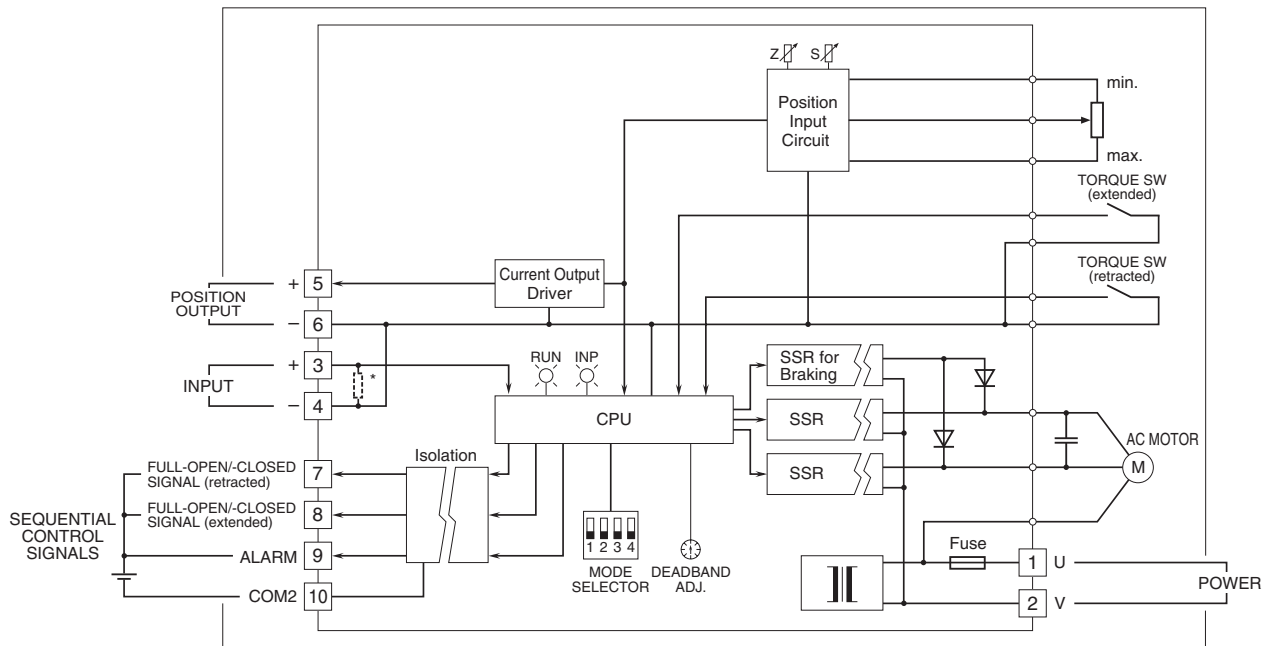 Z
S
Position
Input
Circuit
min.
max.
TORQUE SW
(extended)
TORQUE SW
(retracted)
Current Output
Driver
POSITION
OUTPUT
+
5
−
6
INPUT
+
3
−
4
*
RUN
INP
CPU
SSR for
Braking
SSR
SSR
AC MOTOR
M
Isolation
SEQUENTIAL
CONTROL
SIGNALS
FULL-OPEN/-CLOSED
SIGNAL (retracted)
7
FULL-OPEN/-CLOSED
SIGNAL (extended)
8
ALARM
9
COM2
10
1 2 3 4
MODE
SELECTOR
DEADBAND
ADJ.
Fuse
1
U
2
V
POWER